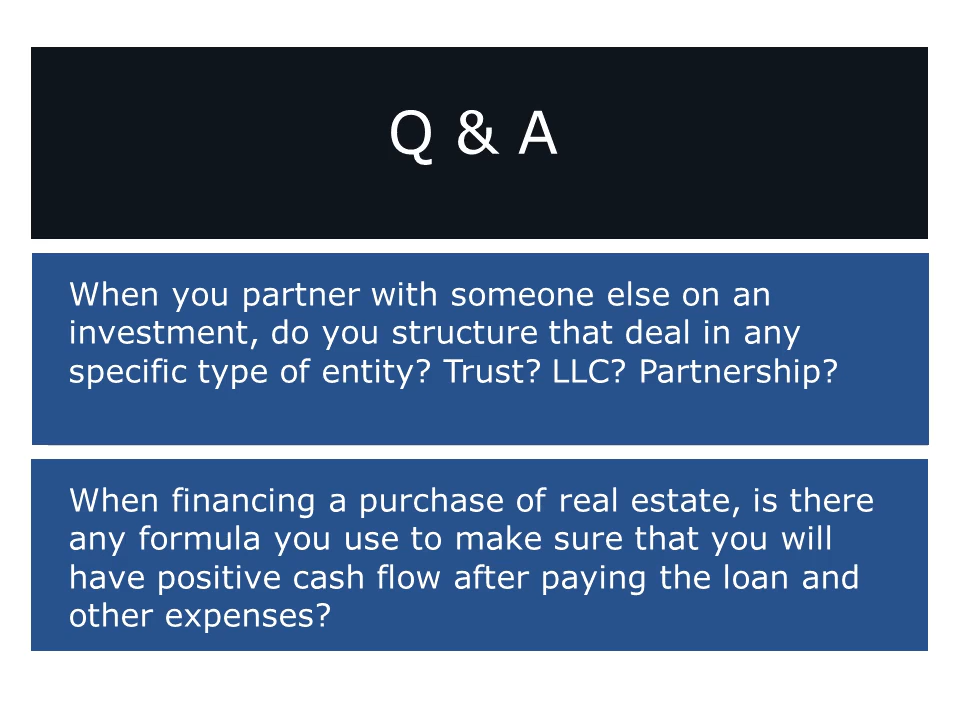 Q & A
When you partner with someone else on an
investment, do you structure that deal in any
specific type of entity? Trust? LLC? Partnership?
When financing a purchase of real estate, is there
any formula you use to make sure that you will
have positive cash flow after paying the loan and
other expenses?